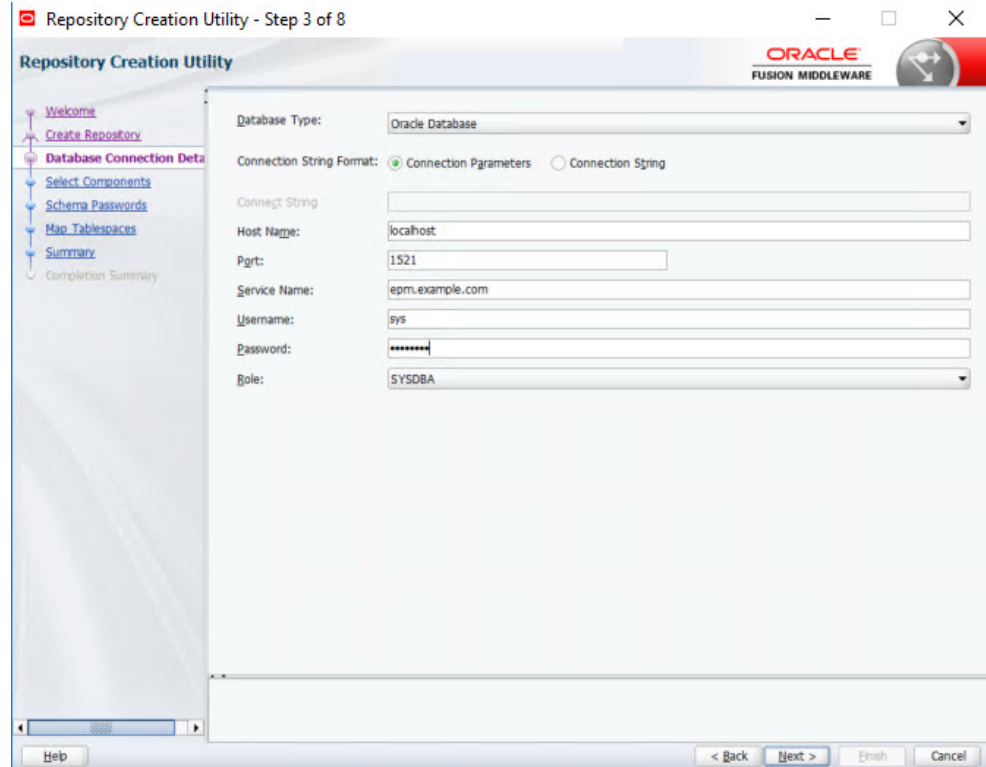 Repository Creation Utility - Step 3 of 8
Repository Creation Utility
ORACLE
FUSION MIDDLEWARE
Welcome
Create Repository
Database Connection Deta
Select Components
Schema Passwords
Map Tablespaces
Summary
Completion Summary
Database Type: Oracle Database
Connection String Format: Connection Parameters Connection String
Connect String
Host Name: localhost
Port: 1521
Service Name: epm.example.com
Username: sys
Password: ••••••••
Role: SYSDBA
Help < Back Next > Finish Cancel